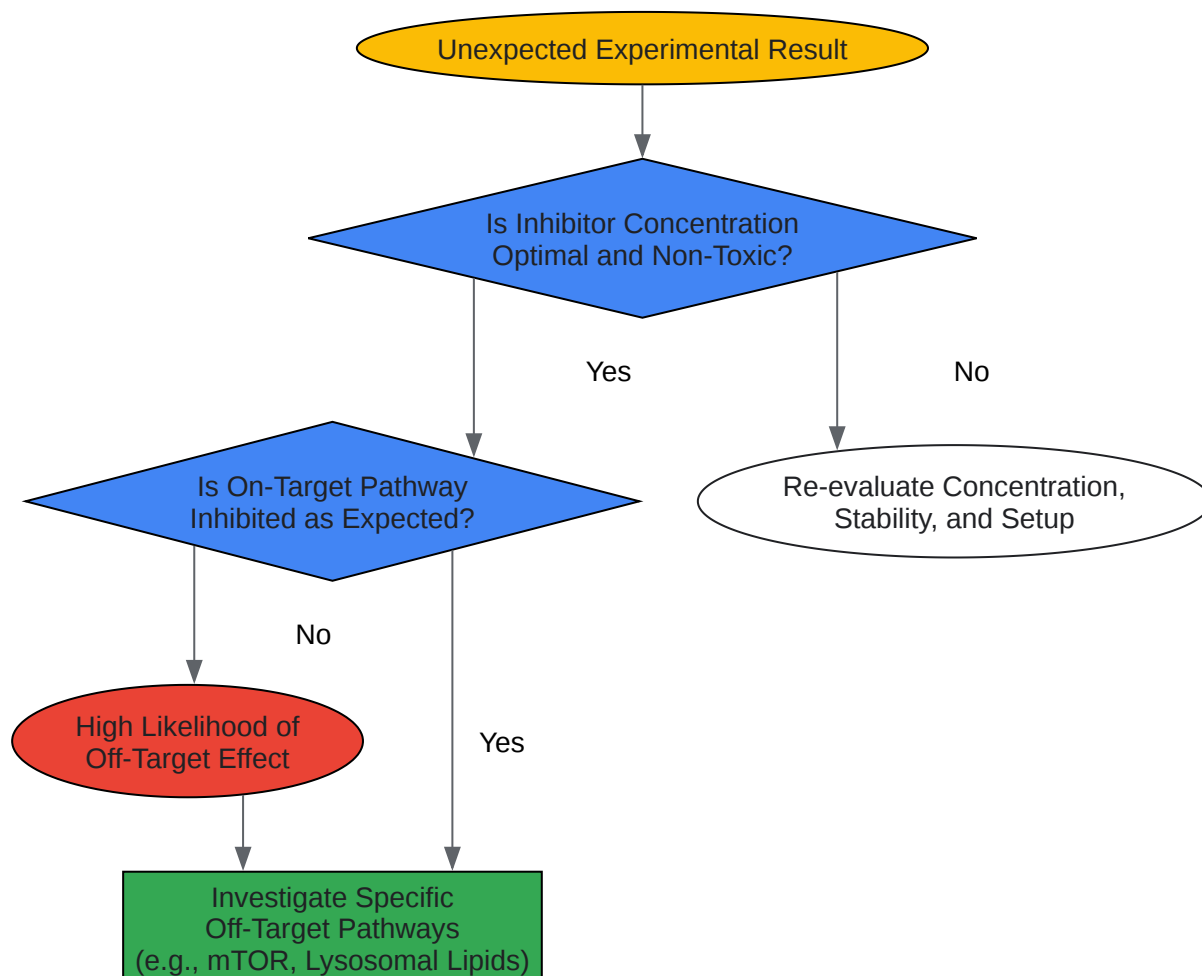 Unexpected Experimental Result
Is Inhibitor Concentration
Optimal and Non-Toxic?
Yes
No
Is On-Target Pathway
Inhibited as Expected?
Re-evaluate Concentration,
Stability, and Setup
No
High Likelihood of
Off-Target Effect
Yes
Investigate Specific
Off-Target Pathways
(e.g., mTOR, Lysosomal Lipids)